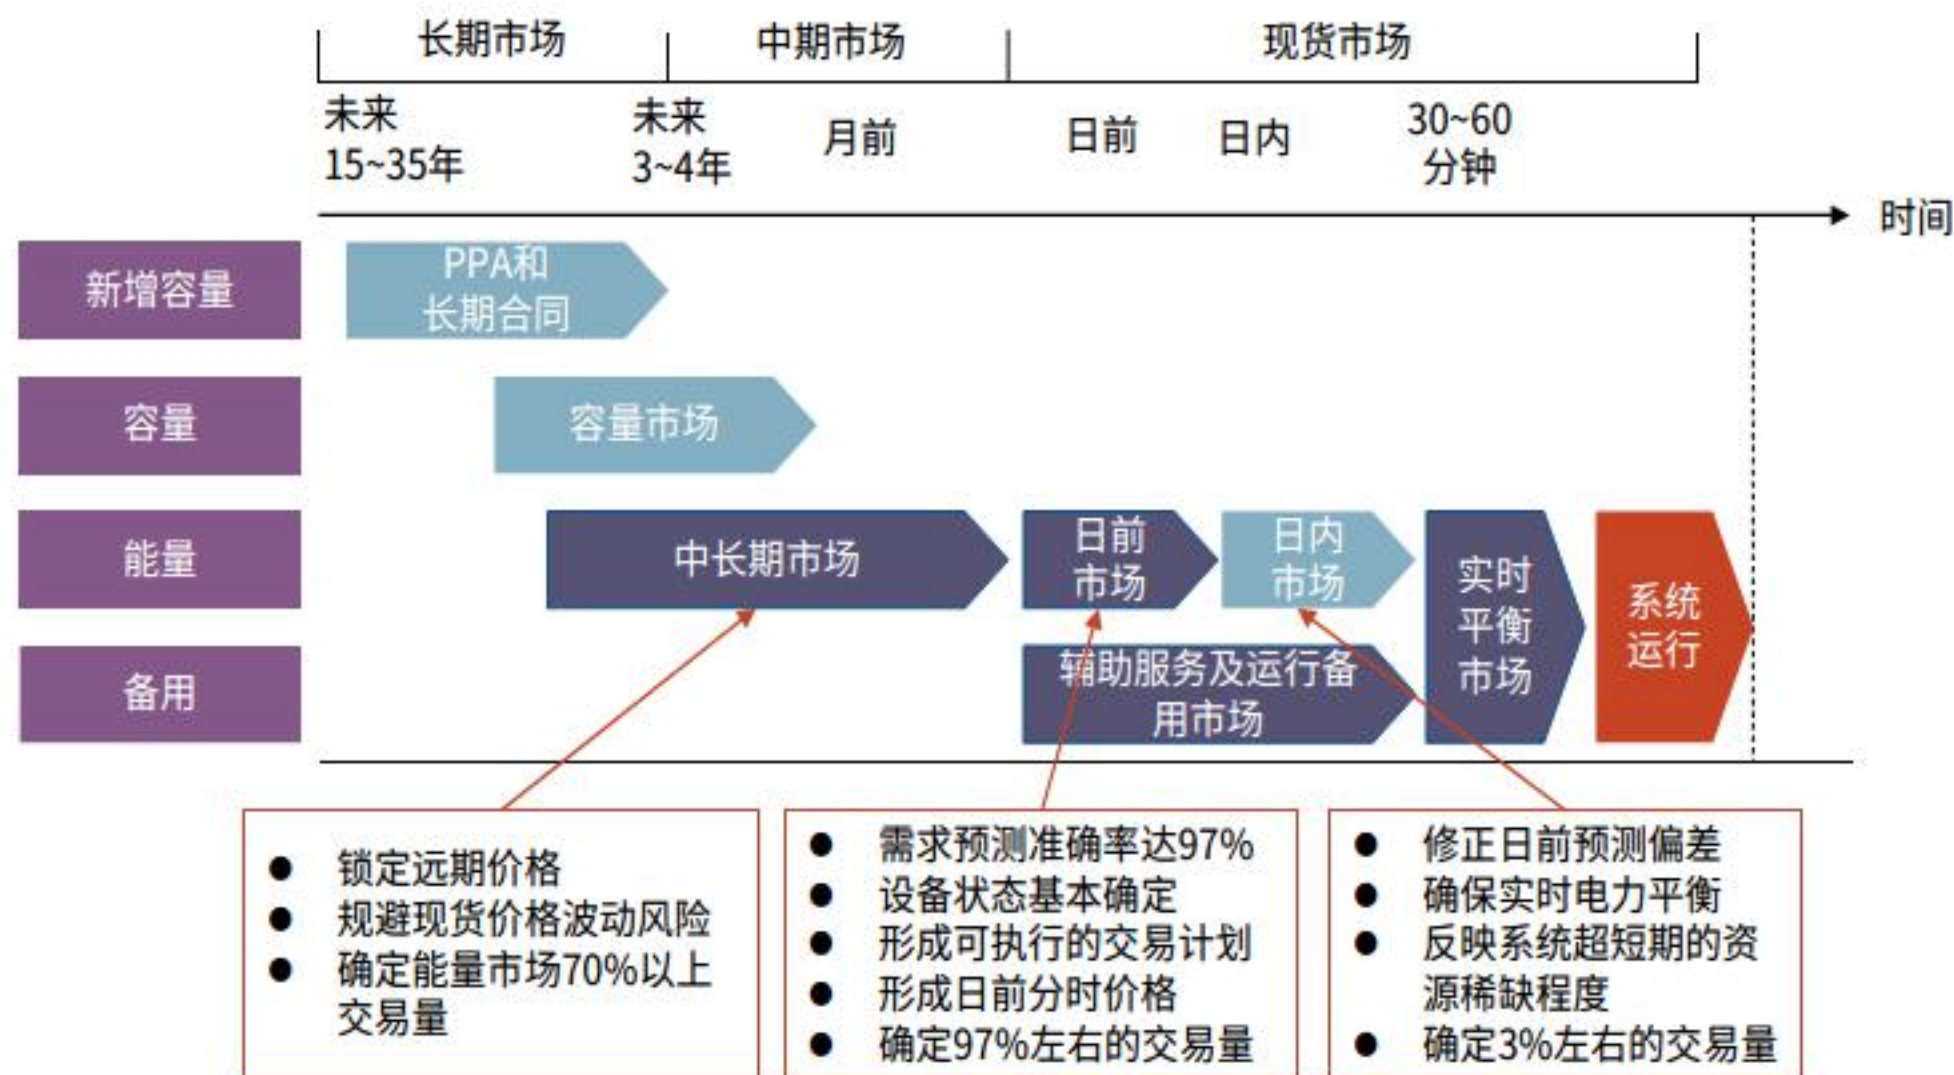 长期市场
中期市场
现货市场
未来
15~35年
未来
3~4年
月前
日前
日内
30~60
分钟
时间
新增容量
PPA和
长期合同
容量
容量市场
能量
中长期市场
日前
市场
日内
市场
实时
平衡
市场
系统
运行
备用
辅助服务及运行备
用市场
● 锁定远期价格
● 规避现货价格波动风险
● 确定能量市场70%以上
交易量
● 需求预测准确率达97%
● 设备状态基本确定
● 形成可执行的交易计划
● 形成日前分时价格
● 确定97%左右的交易量
● 修正日前预测偏差
● 确保实时电力平衡
● 反映系统超短期的资
源稀缺程度
● 确定3%左右的交易量